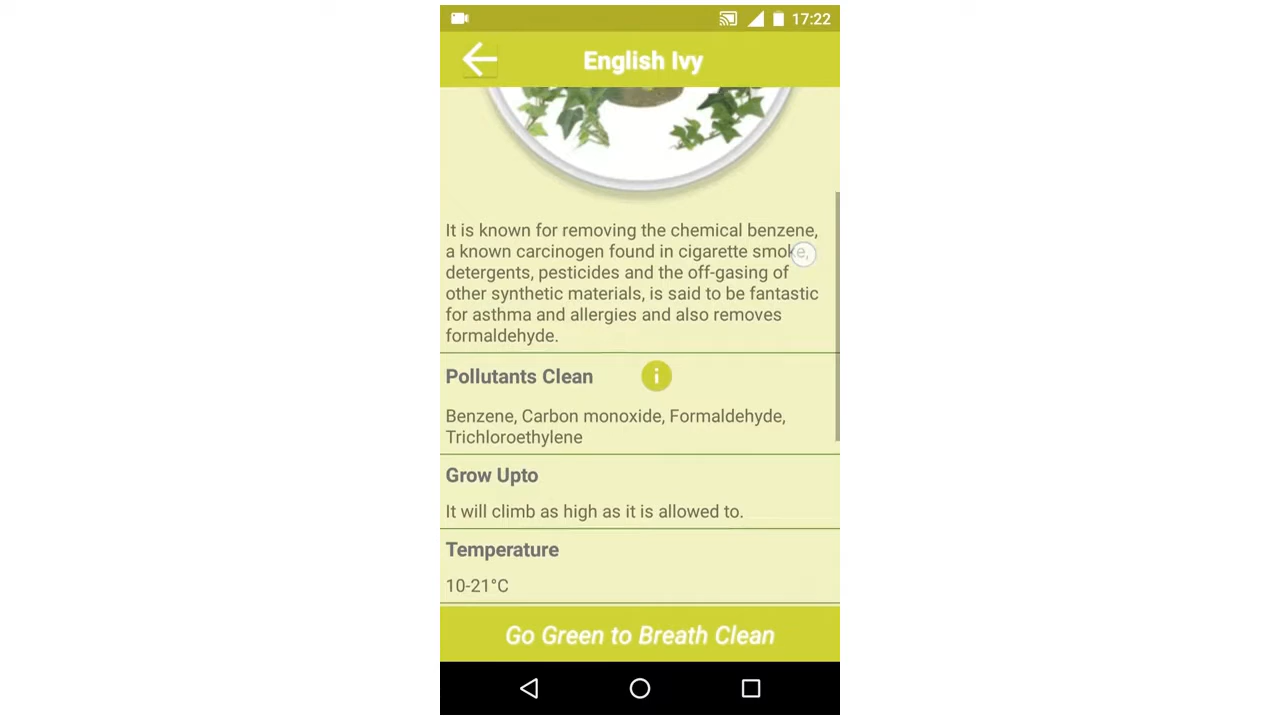 17:22
English Ivy
It is known for removing the chemical benzene,
a known carcinogen found in cigarette smoke,
detergents, pesticides and the off-gasing of
other synthetic materials, is said to be fantastic
for asthma and allergies and also removes
formaldehyde.
Pollutants Clean i
Benzene, Carbon monoxide, Formaldehyde,
Trichloroethylene
Grow Upto
It will climb as high as it is allowed to.
Temperature
10-21°C
Go Green to Breath Clean